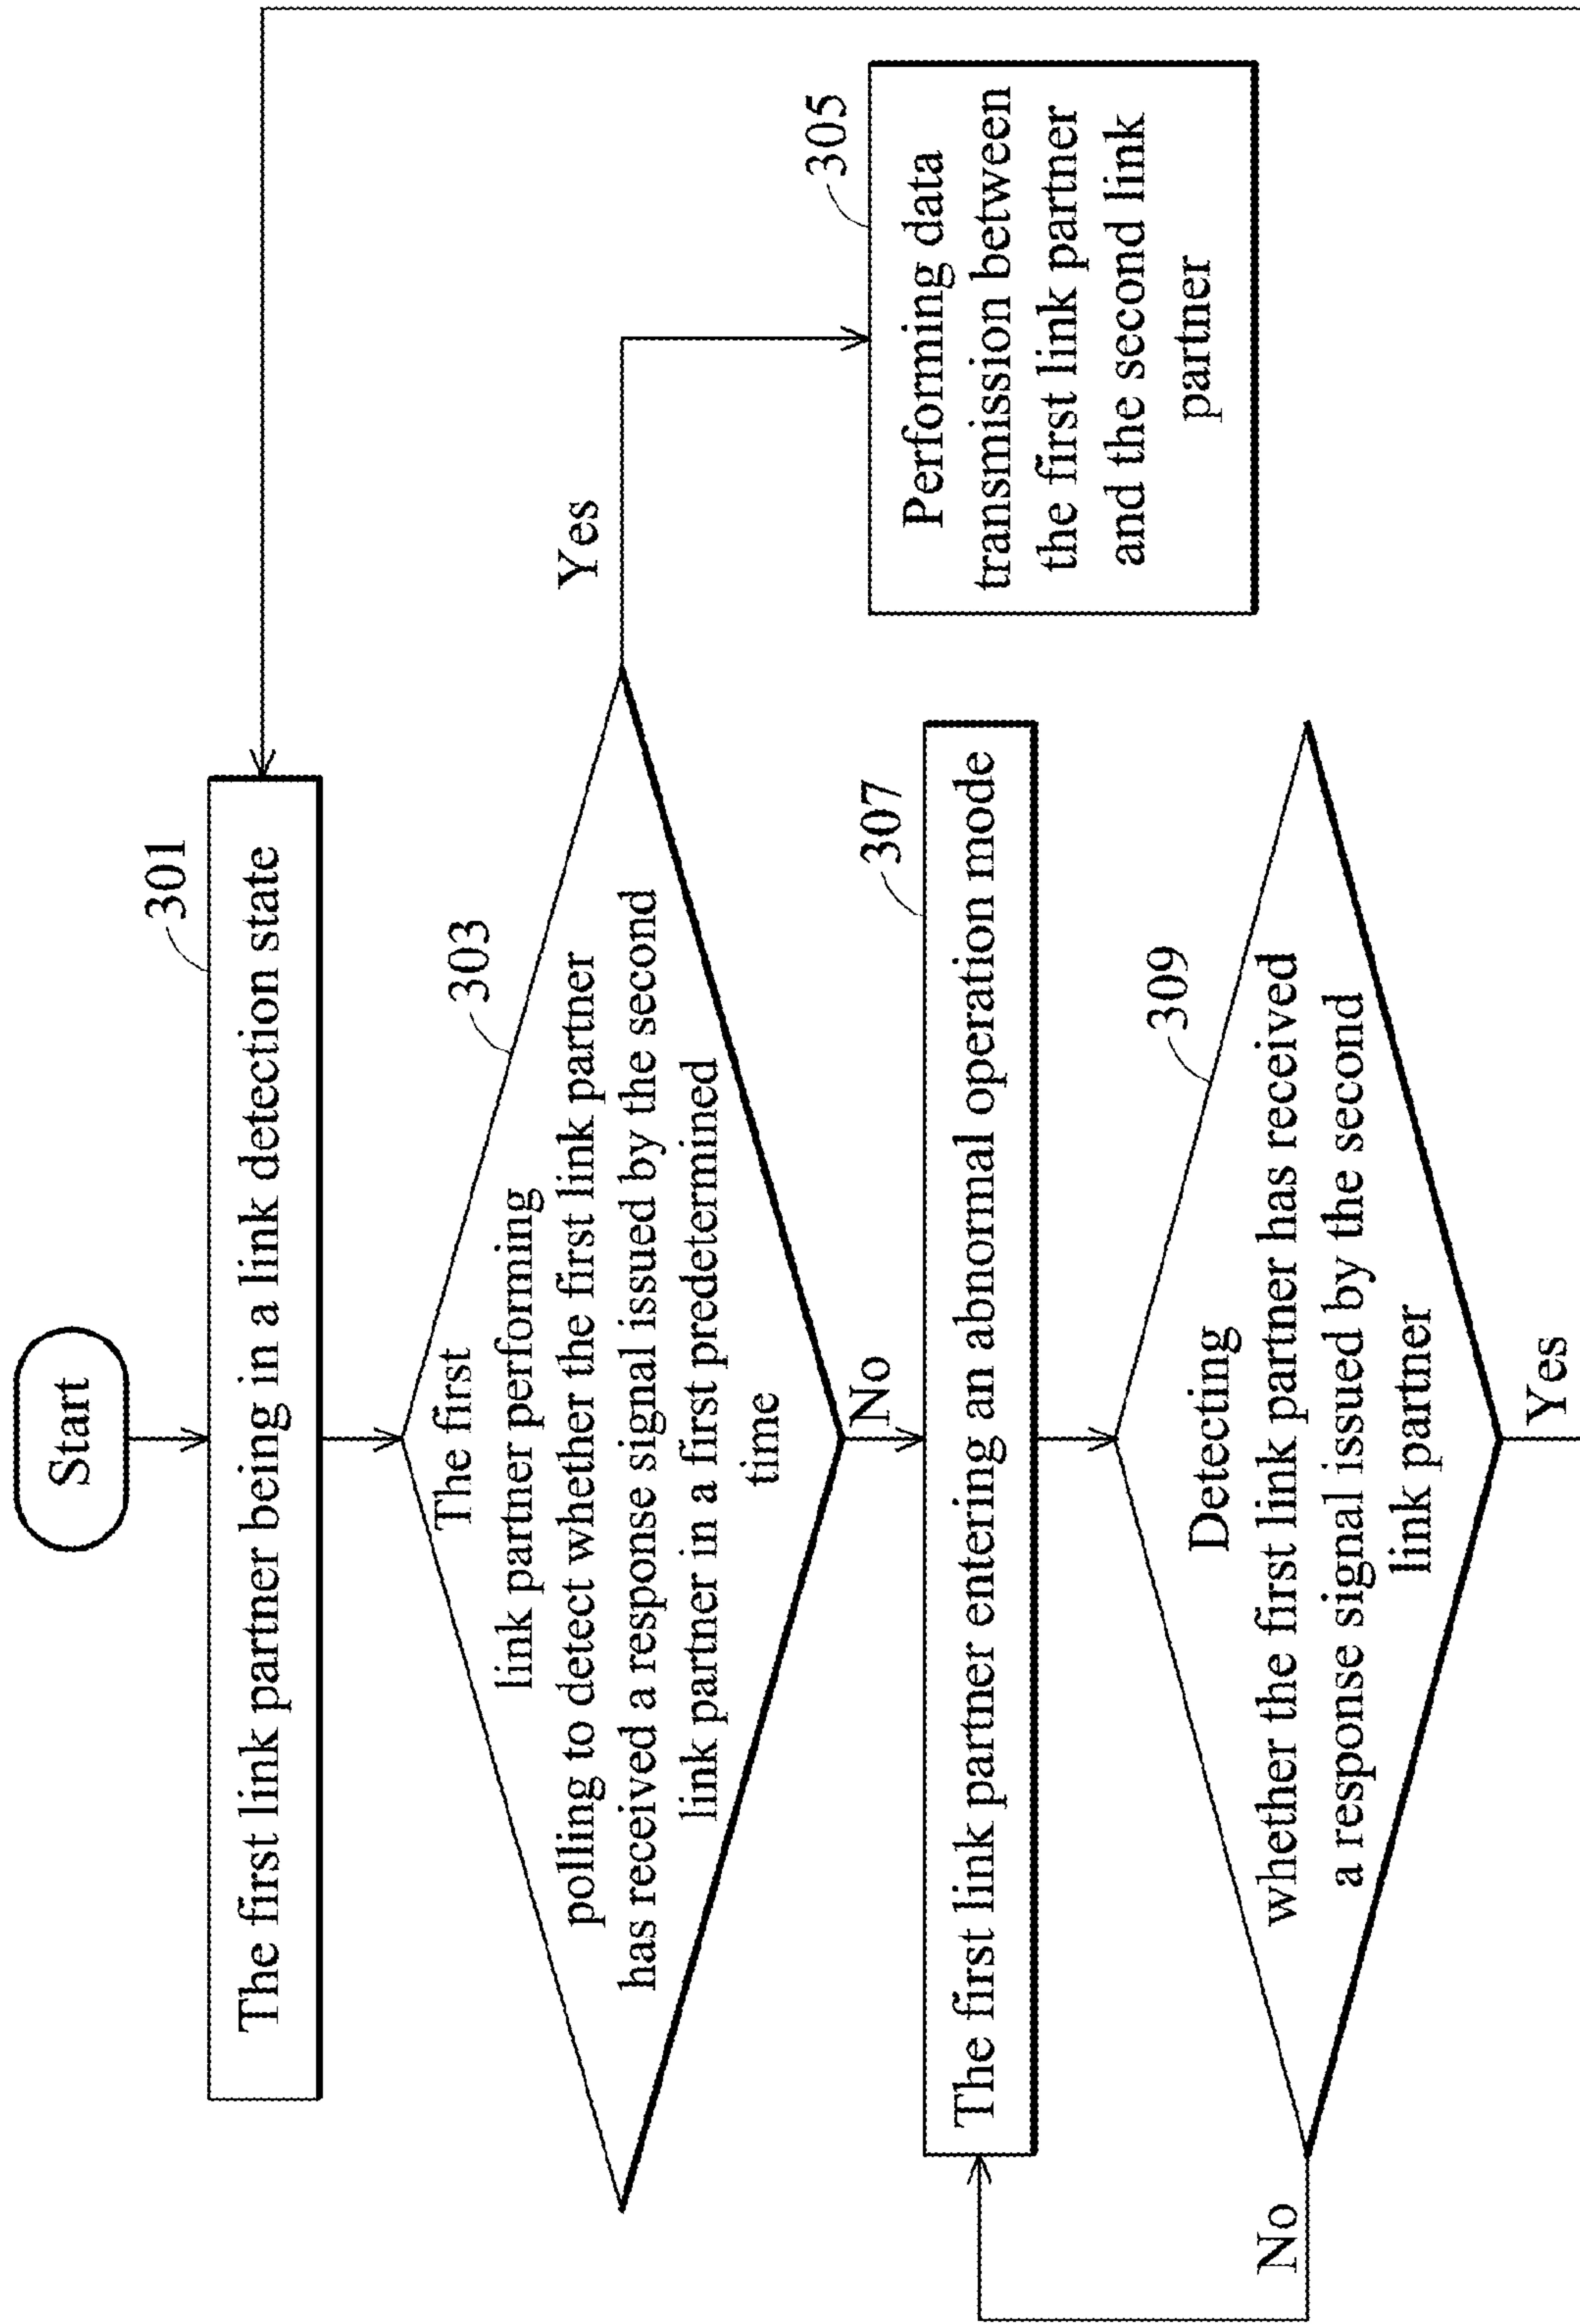 Start
301
The first link partner being in a link detection state
303
The first
link partner performing
polling to detect whether the first link partner
has received a response signal issued by the second
link partner in a first predetermined
time
Yes
305
Performing data
transmission between
the first link partner
and the second link
partner
No
307
The first link partner entering an abnormal operation mode
309
Detecting
whether the first link partner has received
a response signal issued by the second
link partner
No
Yes